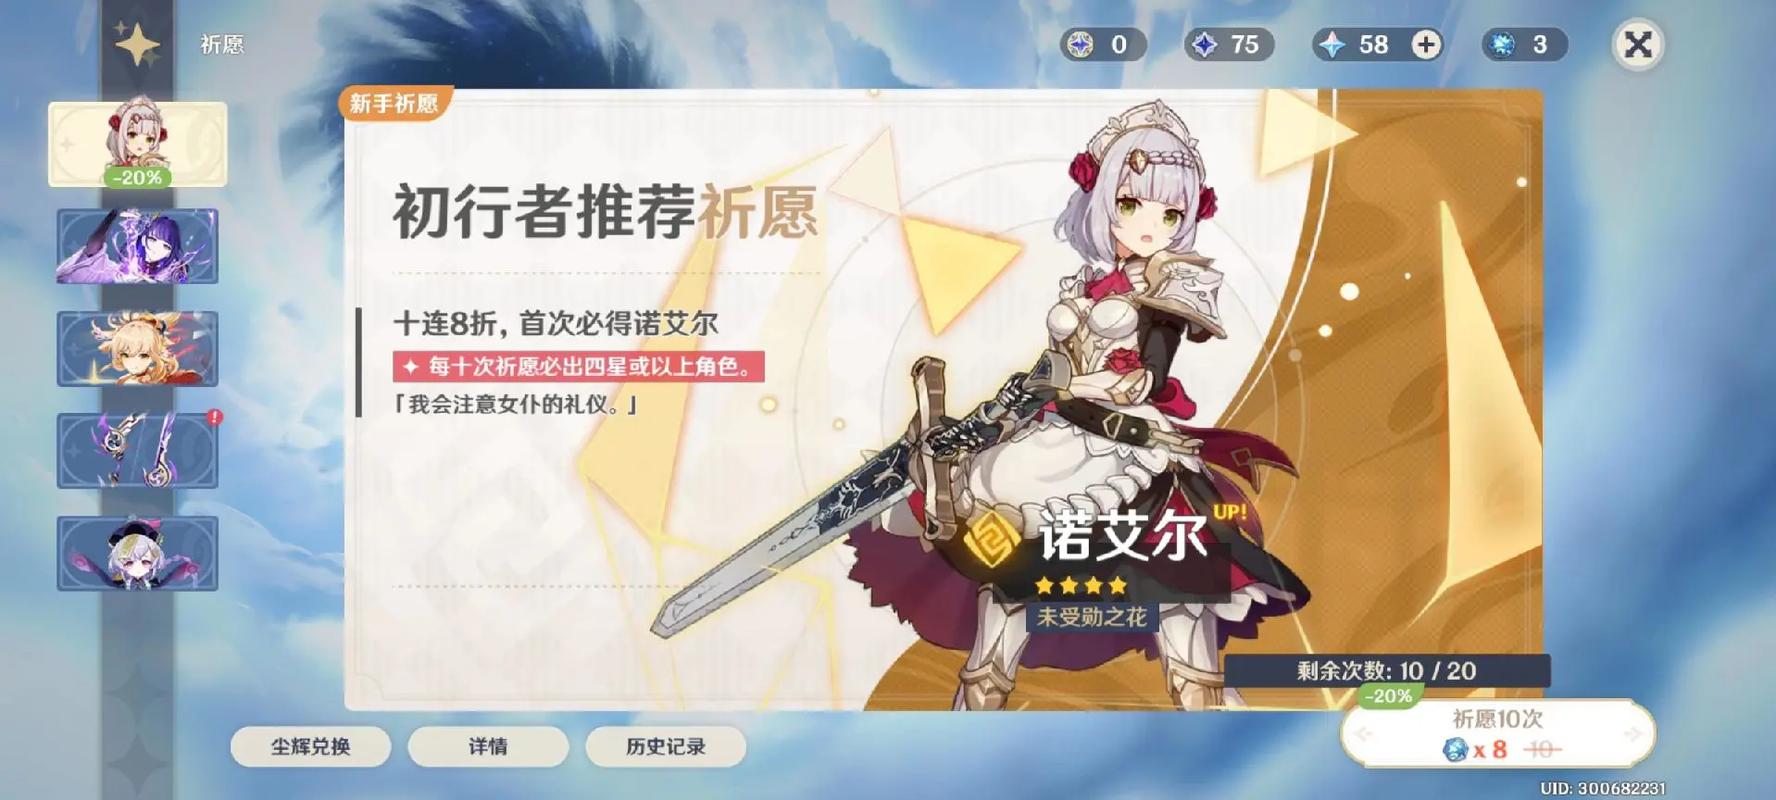 祈愿
0
75
58
3
-20%
新手祈愿
初行者推荐祈愿
十连8折，首次必得诺艾尔
每十次祈愿必出四星或以上角色。
「我会注意女仆的礼仪。」
诺艾尔 UP!
未受勋之花
剩余次数: 10 / 20
-20%
祈愿10次
x 8 10
尘辉兑换
详情
历史记录
UID: 300682231